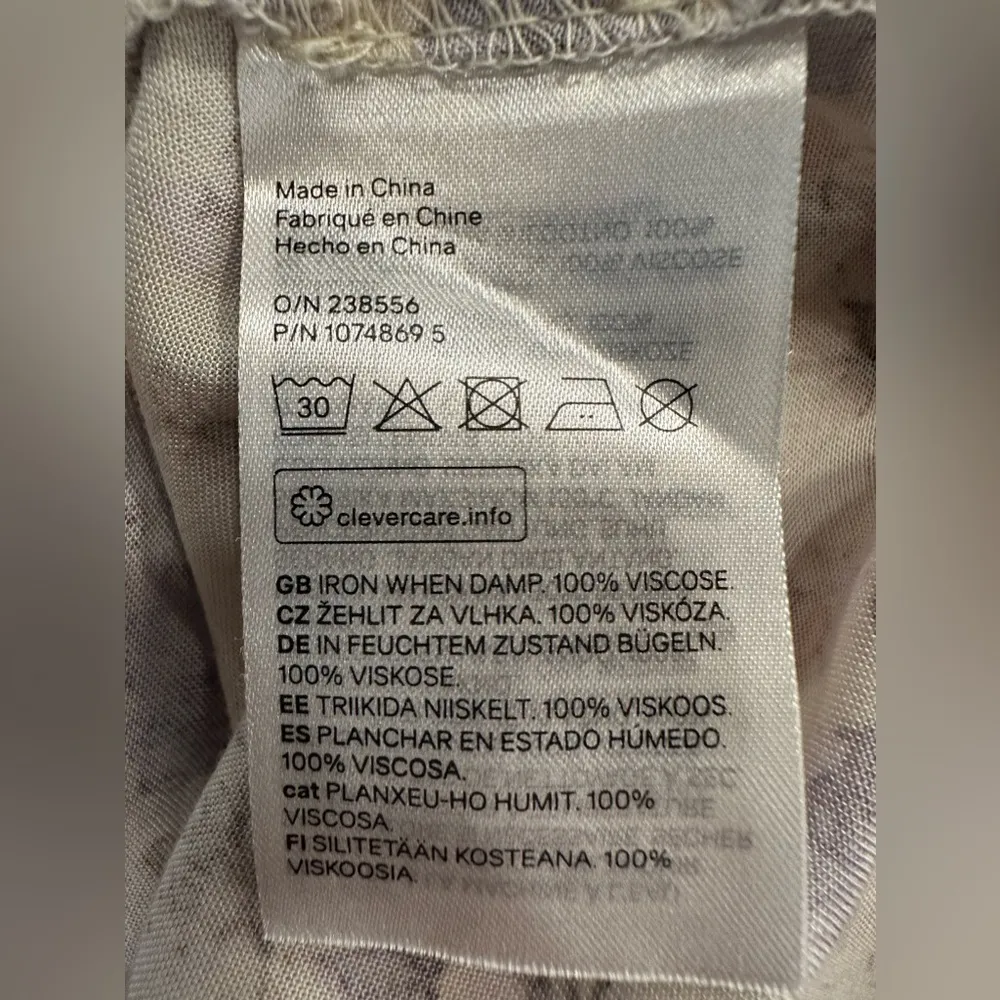 Made in China
Fabriqué en Chine
Hecho en China
O/N 238556
P/N 1074869 5
30
clevercare.info
GB IRON WHEN DAMP. 100% VISCOSE.
CZ ŽEHLIT ZA VLHKA. 100% VISKÓZA.
DE IN FEUCHTEM ZUSTAND BÜGELN.
100% VISKOSE.
EE TRIIKIDA NIISKELT. 100% VISKOOS.
ES PLANCHAR EN ESTADO HÚMEDO.
100% VISCOSA.
cat PLANXEU-HO HUMIT. 100%
VISCOSA.
FI SILITETÄÄN KOSTEANA. 100%
VISKOOSIA.